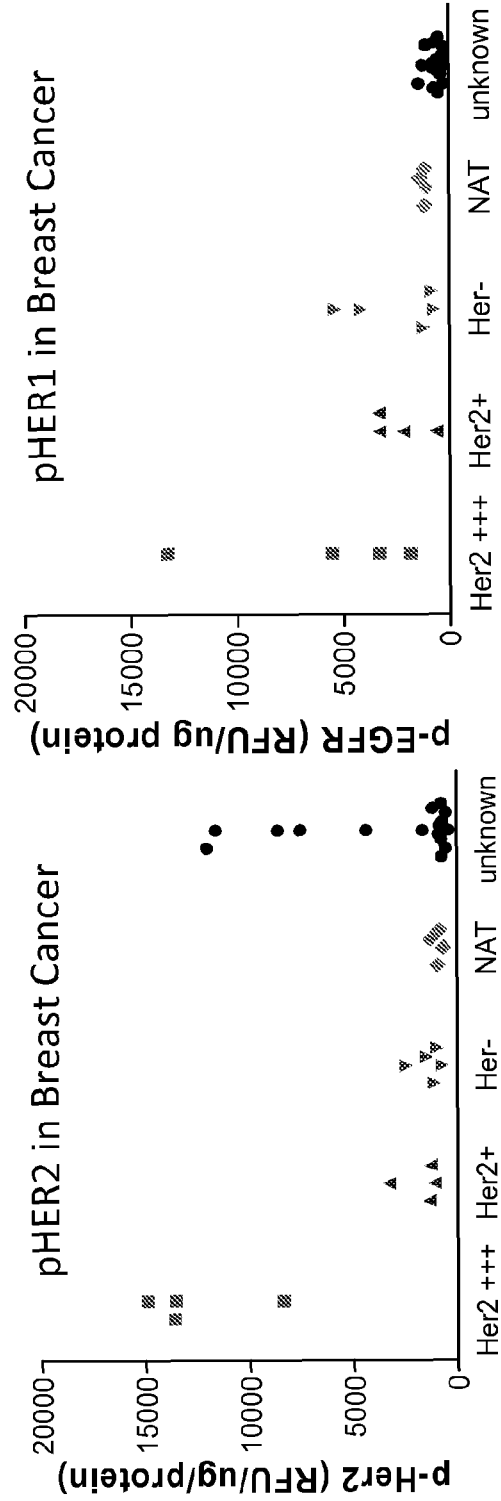 pHER2 in Breast Cancer
p-Her2 (RFU/ug/protein)
20000
15000
10000
5000
0
Her2 +++
Her2+
Her-
NAT
unknown
pHER1 in Breast Cancer
p-EGFR (RFU/ug protein)
20000
15000
10000
5000
0
Her2 +++
Her2+
Her-
NAT
unknown